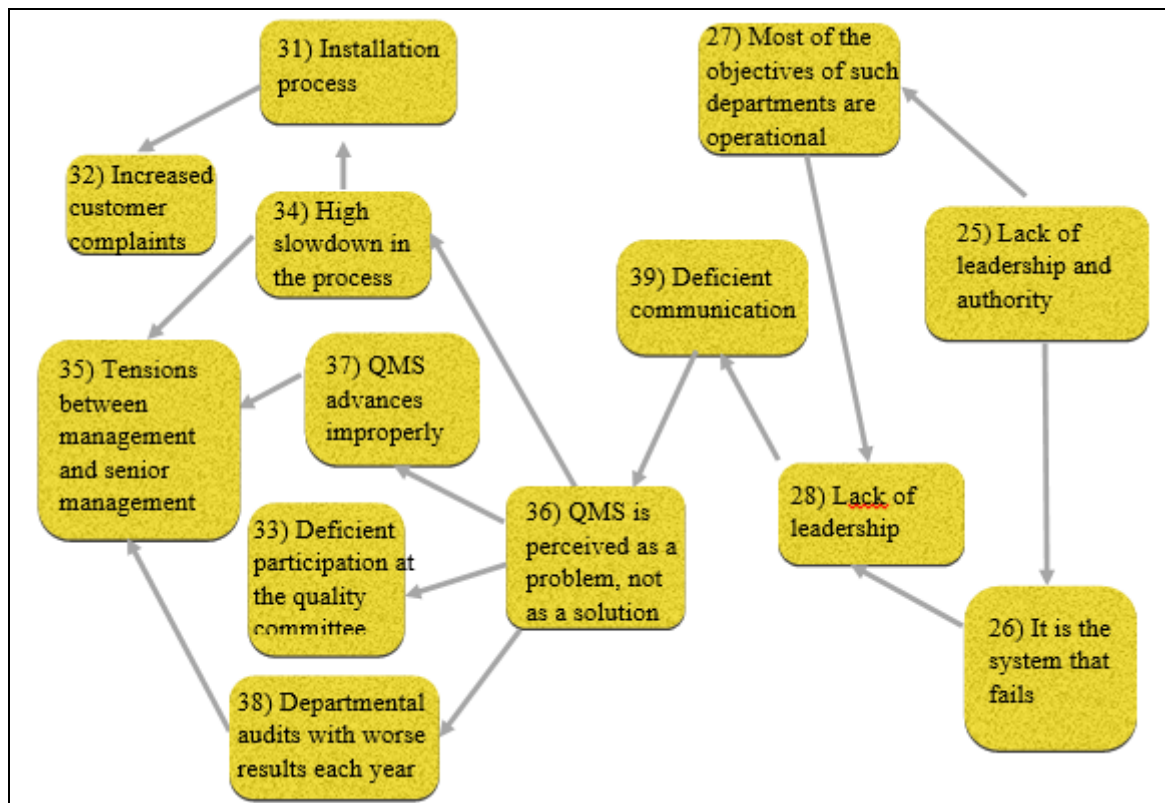 31) Installation
process
27) Most of the
objectives of such
departments are
operational
32) Increased
customer
complaints
34) High
slowdown in
the process
25) Lack of
leadership and
authority
39) Deficient
communication
35) Tensions
between
management
and senior
management
37) QMS
advances
improperly
28) Lack of
leadership
36) QMS is
perceived as a
problem, not
as a solution
33) Deficient
participation at
the quality
committee
26) It is the
system that
fails
38) Departmental
audits with worse
results each year